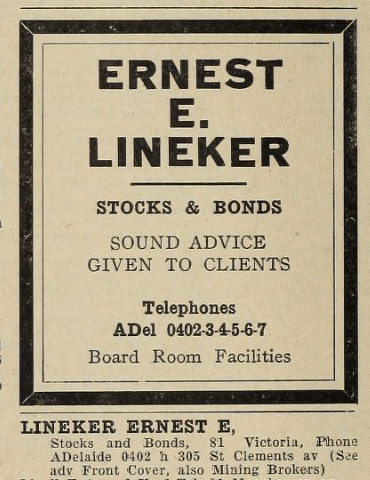 ERNEST
E.
LINEKER
STOCKS & BONDS
SOUND ADVICE
GIVEN TO CLIENTS
Telephones
ADel 0402-3-4-5-6-7
Board Room Facilities
LINEKER ERNEST E,
Stocks and Bonds, 81 Victoria, Phone
ADelaide 0402 h 305 St Clements av (See
adv Front Cover, also Mining Brokers)